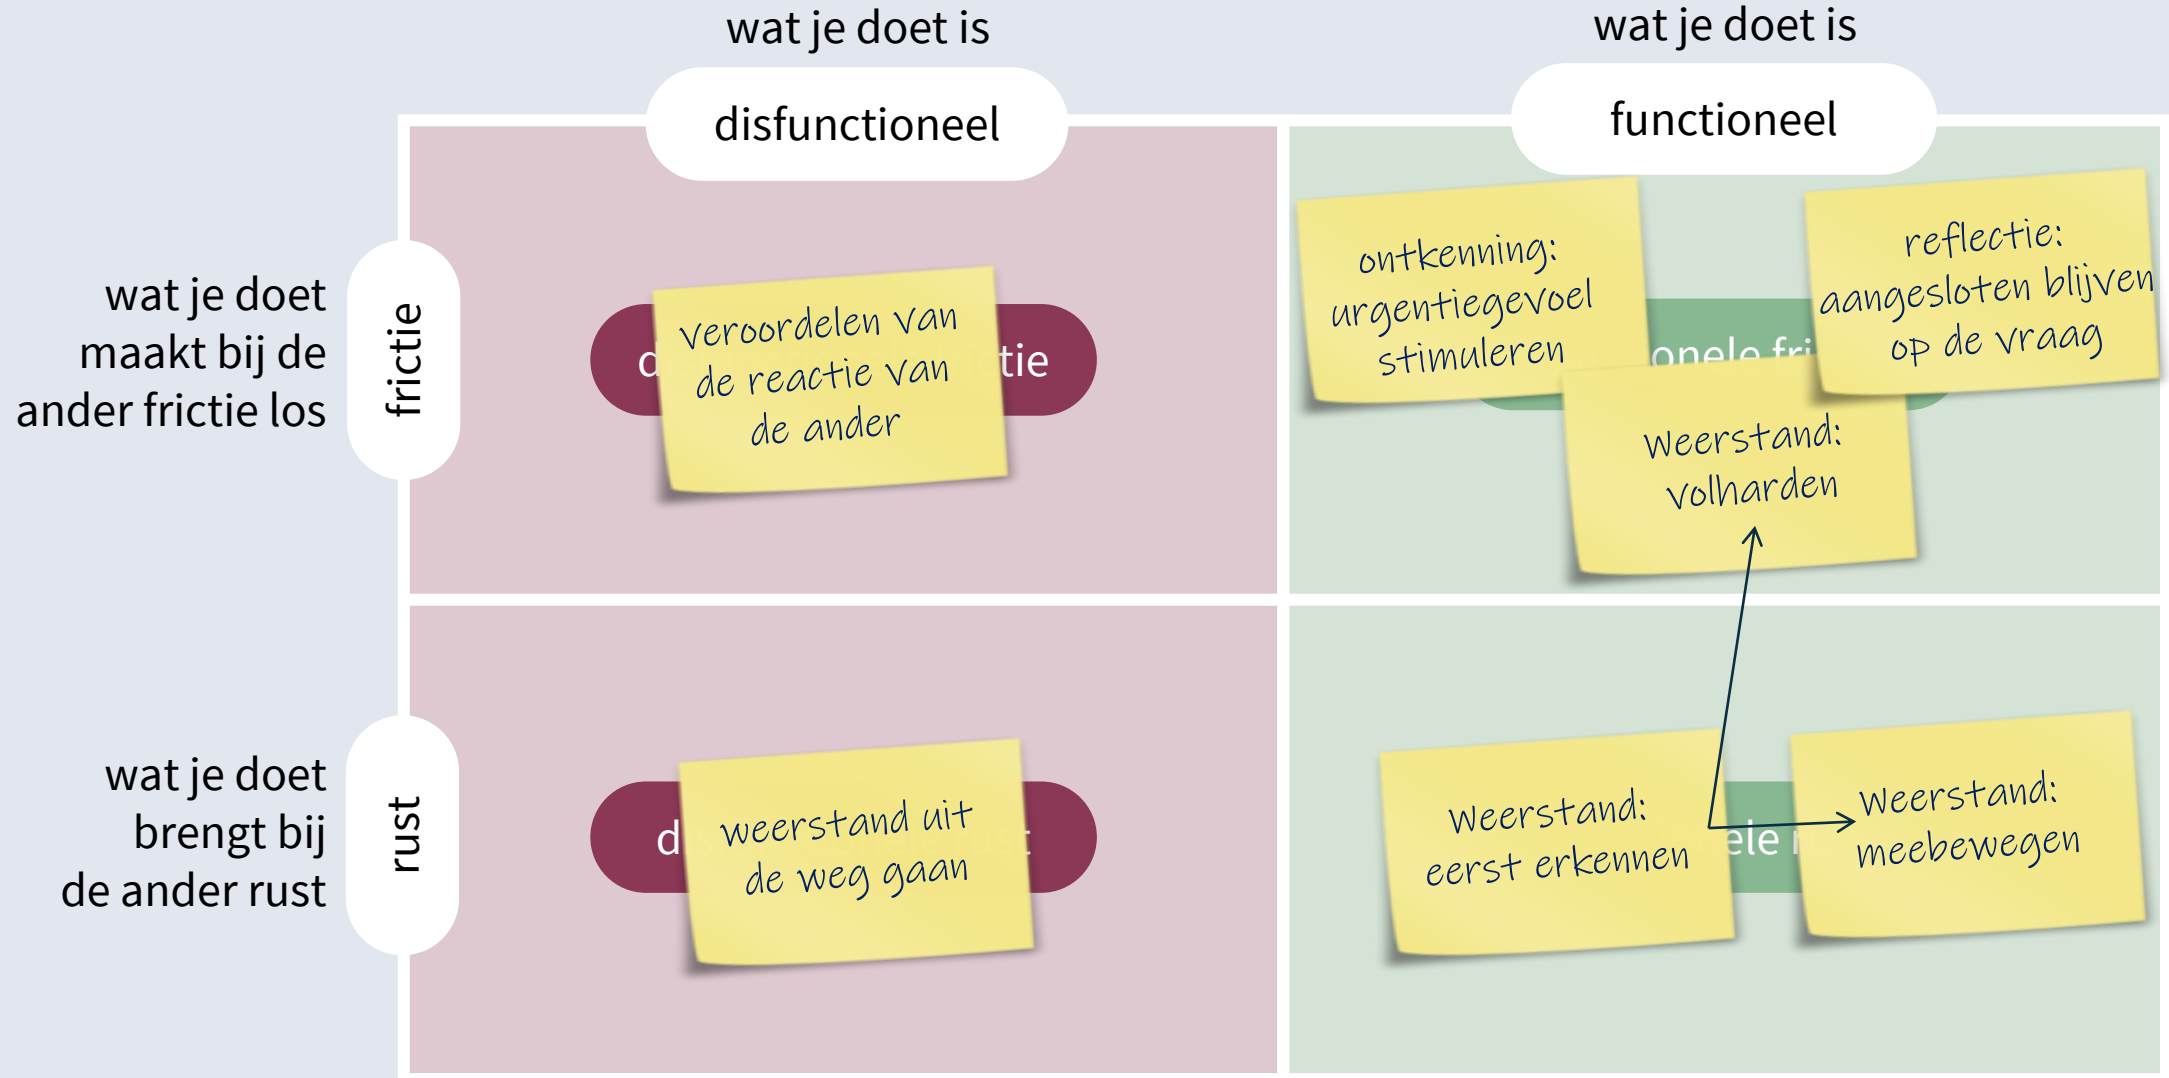 wat je doet is
disfunctioneel
wat je doet is
functioneel
wat je doet
maakt bij de
ander frictie los
frictie
veroordelen van
de reactie van
de ander
ontkenning:
urgentiegevoel
stimuleren
reflectie:
aangesloten blijven
op de vraag
Weerstand:
volharden
wat je doet
brengt bij
de ander rust
rust
weerstand uit
de weg gaan
Weerstand:
eerst erkennen
Weerstand:
meebewegen